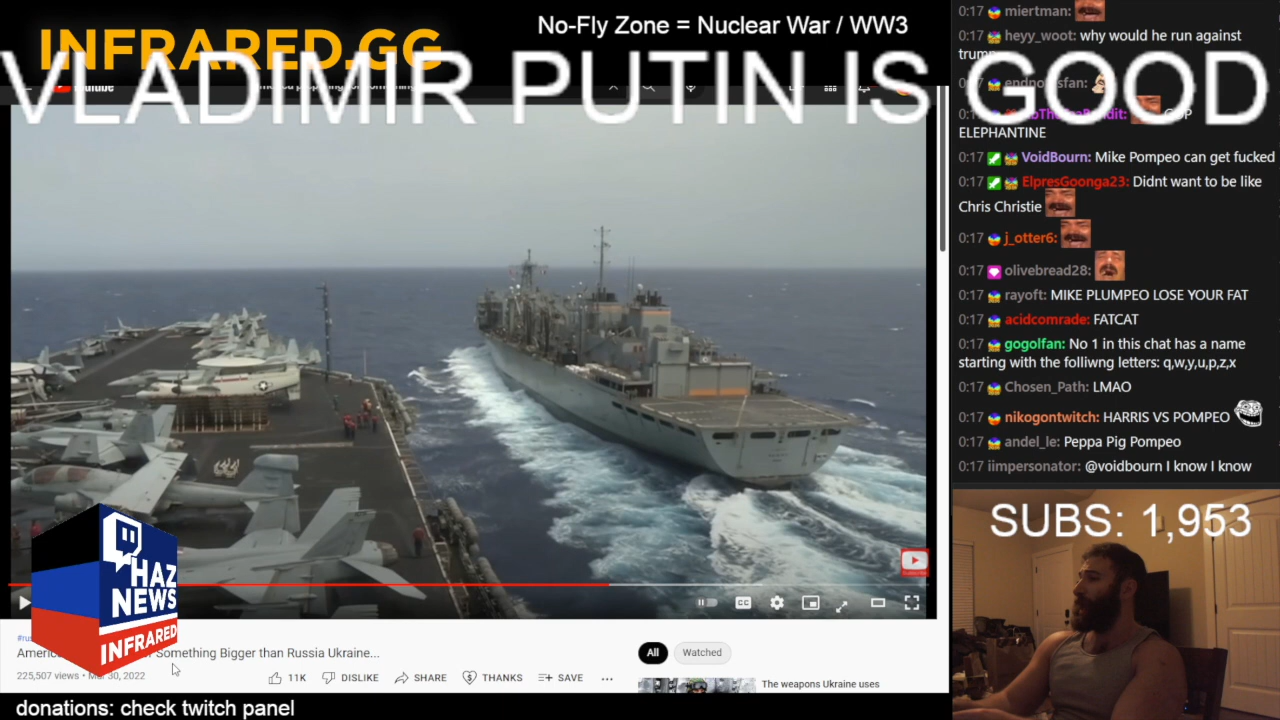 INFRARED.GG
No-Fly Zone = Nuclear War / WW3
VLADIMIR PUTIN IS GOOD
HAZ
NEWS
INFRARED
Something Bigger than Russia Ukraine...
225,507 views • Mar 30, 2022
11K
DISLIKE
SHARE
THANKS
SAVE
All
Watched
The weapons Ukraine uses
donations: check twitch panel
0:17 miertman:
0:17 heyy_woot: why would he run against
trump
0:17
ELEPHANTINE
0:17 VoidBourn: Mike Pompeo can get fucked
0:17 ElpresGoonga23: Didnt want to be like
Chris Christie
0:17 j_otter6:
0:17 olivebread28:
0:17 rayoft: MIKE PLUMPEO LOSE YOUR FAT
0:17 acidcomrade: FATCAT
0:17 gogolfan: No 1 in this chat has a name
starting with the folliwng letters: q,w,y,u,p,z,x
0:17 Chosen_Path: LMAO
0:17 nikogontwitch: HARRIS VS POMPEO
0:17 andel_le: Peppa Pig Pompeo
0:17 iimpersonator: @voidbourn I know I know
SUBS: 1,953